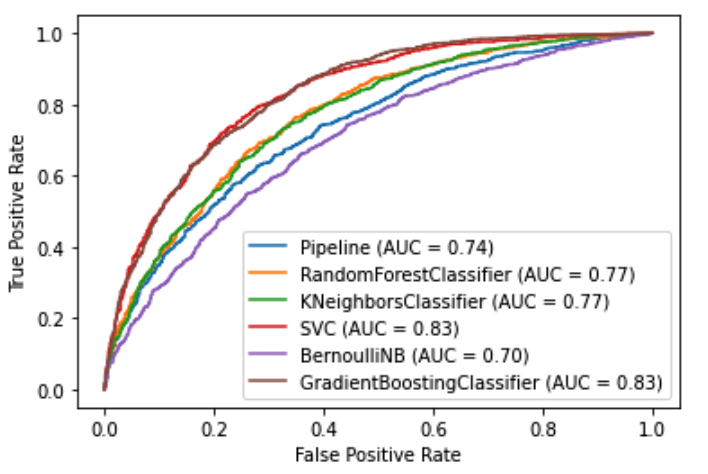 1.0
0.8
0.6
0.4
0.2
0.0
True Positive Rate
Pipeline (AUC = 0.74)
RandomForestClassifier (AUC = 0.77)
KNeighborsClassifier (AUC = 0.77)
SVC (AUC = 0.83)
BernoulliNB (AUC = 0.70)
GradientBoostingClassifier (AUC = 0.83)
0.0 0.2 0.4 0.6 0.8 1.0
False Positive Rate